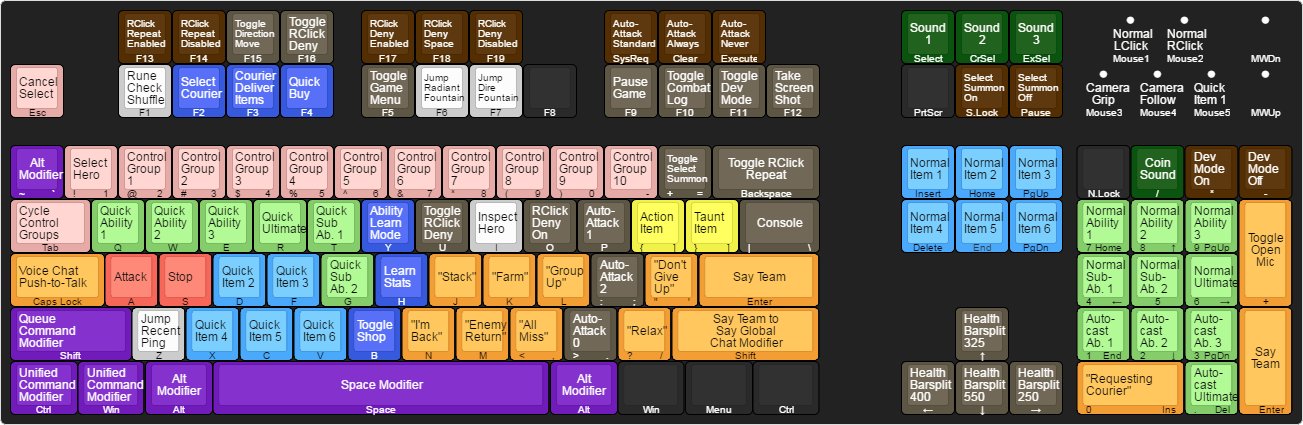 RClick Repeat Enabled F13
RClick Repeat Disabled F14
Toggle Direction Move F15
Toggle RClick Deny F16
RClick Deny Enabled F17
RClick Deny Space F18
RClick Deny Disabled F19
Auto-Attack Standard SysReq
Auto-Attack Always Clear
Auto-Attack Never Execute
Sound 1 Select
Sound 2 CrSel
Sound 3 ExSel
Normal LClick Mouse1
Normal RClick Mouse2
MWDn
Cancel Select Esc
Rune Check Shuffle F1
Select Courier F2
Courier Deliver Items F3
Quick Buy F4
Toggle Game Menu F5
Jump Radiant Fountain F6
Jump Dire Fountain F7
F8
Pause Game F9
Toggle Combat Log F10
Toggle Dev Mode F11
Take Screen Shot F12
PrtScr
Select Summon On S.Lock
Select Summon Off Pause
Camera Grip Mouse3
Camera Follow Mouse4
Quick Item 1 Mouse5
MWUp
Alt Modifier ~ `
Select Hero ! 1
Control Group 1 @ 2
Control Group 2 # 3
Control Group 3 $ 4
Control Group 4 % 5
Control Group 5 ^ 6
Control Group 6 & 7
Control Group 7 * 8
Control Group 8 ( 9
Control Group 9 ) 0
Control Group 10 _ -
Toggle Select Summon + =
Toggle RClick Repeat Backspace
Normal Item 1 Insert
Normal Item 2 Home
Normal Item 3 PgUp
N.Lock
Coin Sound /
Dev Mode On *
Dev Mode Off -
Cycle Control Groups Tab
Quick Ability 1 Q
Quick Ability 2 W
Quick Ability 3 E
Quick Ultimate R
Quick Sub Ab. 1 T
Ability Learn Mode Y
Toggle RClick Deny U
Inspect Hero I
RClick Deny On O
Auto-Attack 1 P
Action Item { [
Taunt Item } ]
Console | \
Normal Item 4 Delete
Normal Item 5 End
Normal Item 6 PgDn
Normal Ability 1 7 Home
Normal Ability 2 8 ↑
Normal Ability 3 9 PgUp
Toggle Open Mic +
Voice Chat Push-to-Talk Caps Lock
Attack A
Stop S
Quick Item 2 D
Quick Item 3 F
Quick Sub Ab. 2 G
Learn Stats H
"Stack" J
"Farm" K
"Group Up" L
Auto-Attack 2 : ;
"Don't Give Up" " '
Say Team Enter
Normal Sub-Ab. 1 4 ←
Normal Sub-Ab. 2 5
Normal Ultimate 6 →
Queue Command Modifier Shift
Jump Recent Ping Z
Quick Item 4 X
Quick Item 5 C
Quick Item 6 V
Toggle Shop B
"I'm Back" N
"Enemy Return" M
"All Miss" < ,
Auto-Attack 0 > .
"Relax" ? /
Say Team to Say Global Chat Modifier Shift
Health Barsplit 325 ↑
Auto-cast Ab. 1 1 End
Auto-cast Ab. 2 2 ↓
Auto-cast Ab. 3 3 PgDn
Say Team Enter
Unified Command Modifier Ctrl
Unified Command Modifier Win
Alt Modifier Alt
Space Modifier Space
Alt Modifier Alt
Win
Menu
Ctrl
Health Barsplit 400 ←
Health Barsplit 550 ↓
Health Barsplit 250 →
"Requesting Courier" 0 Ins
Auto-cast Ultimate . Del